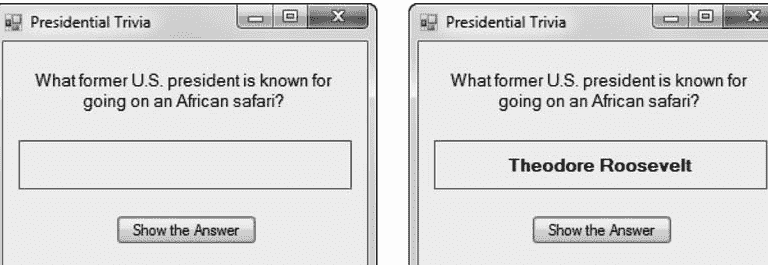 Presidential Trivia
What former U.S. president is known for
going on an African safari?
Show the Answer
Presidential Trivia
What former U.S. president is known for
going on an African safari?
Theodore Roosevelt
Show the Answer